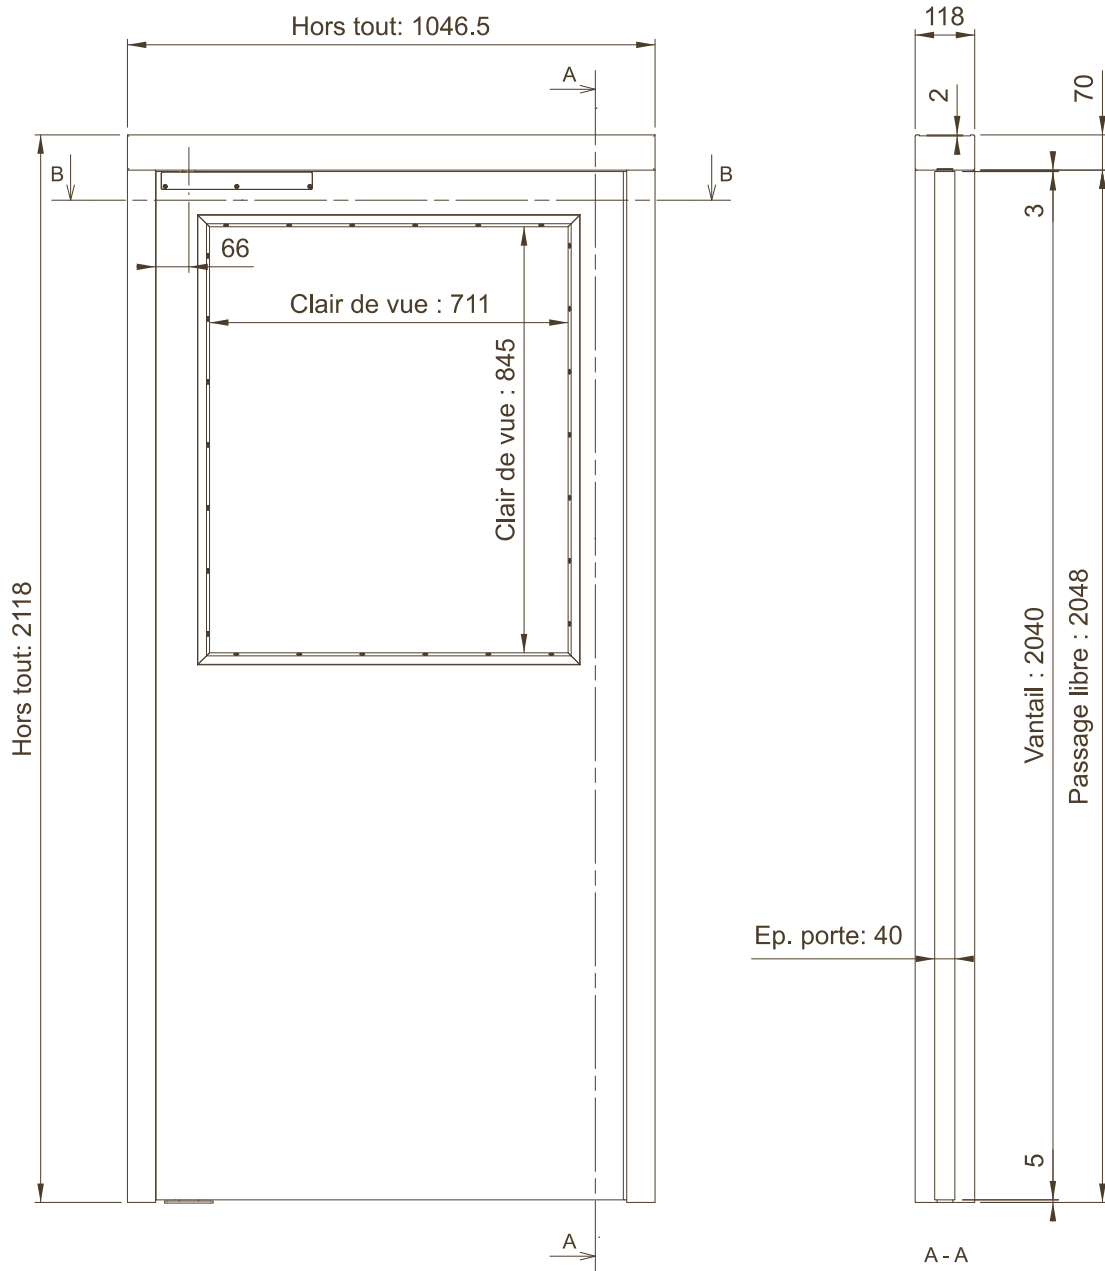 Hors tout: 1046.5
118
A
2
70
B
B
3
66
Clair de vue : 711
Clair de vue : 845
Hors tout: 2118
Vantail : 2040
Passage libre : 2048
Ep. porte: 40
5
A
A - A